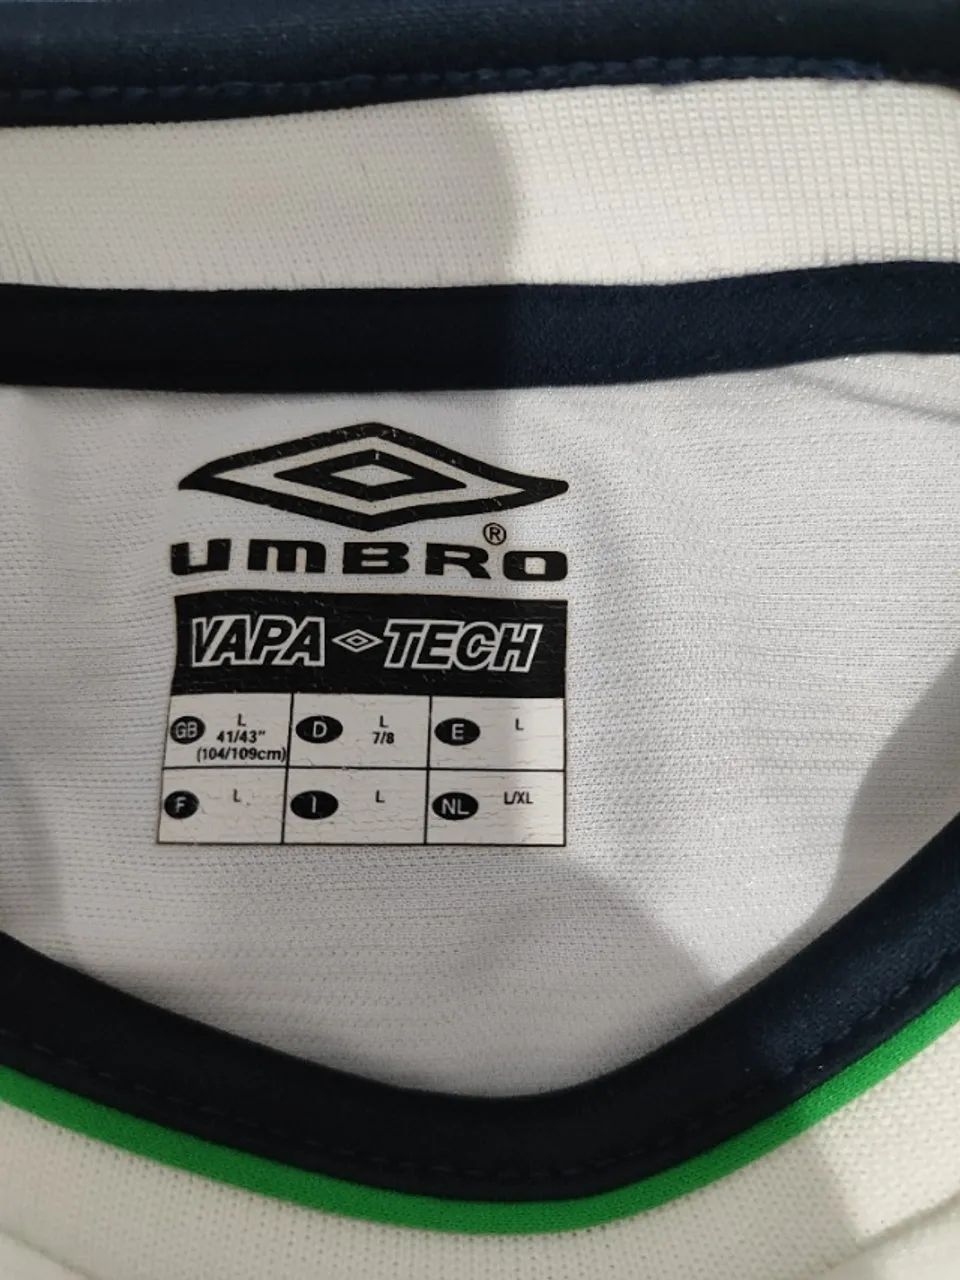 ®
UMBRO
VAPA TECH
GB L 41/43" (104/109cm)
D L 7/8
E L
F L
I L
NL L/XL